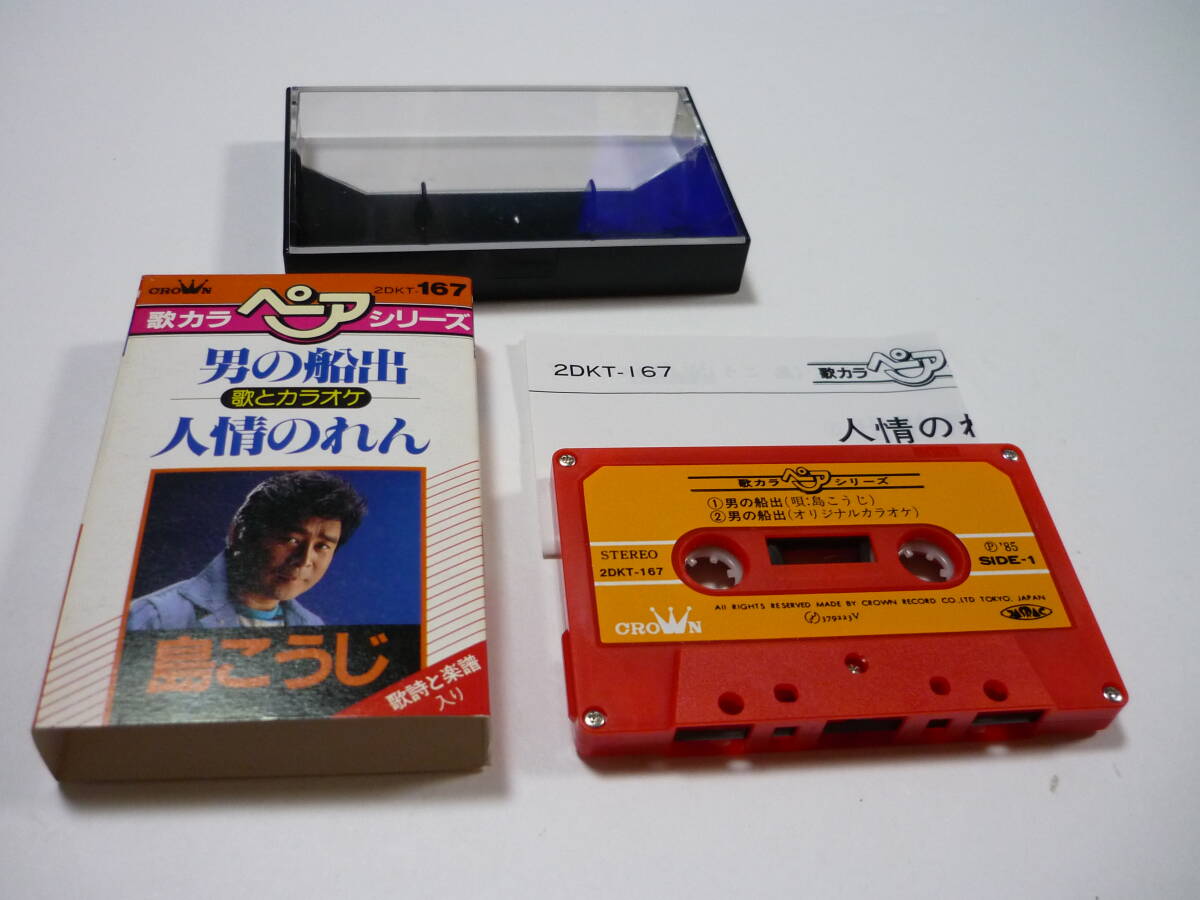 CROWN 2DKT-167
歌カラ ペア シリーズ
男の船出
歌とカラオケ
人情のれん
島こうじ
歌詩と楽譜
入り
2DKT-167 歌カラ ペア
人情のれ
歌カラ ペア シリーズ
①男の船出(唄:島こうじ)
②男の船出(オリジナルカラオケ)
STEREO
2DKT-167
Ⓟ'85
SIDE-1
All RIGHTS RESERVED MADE BY CROWN RECORD CO.,LTD TOKYO, JAPAN
CROWN
379223V